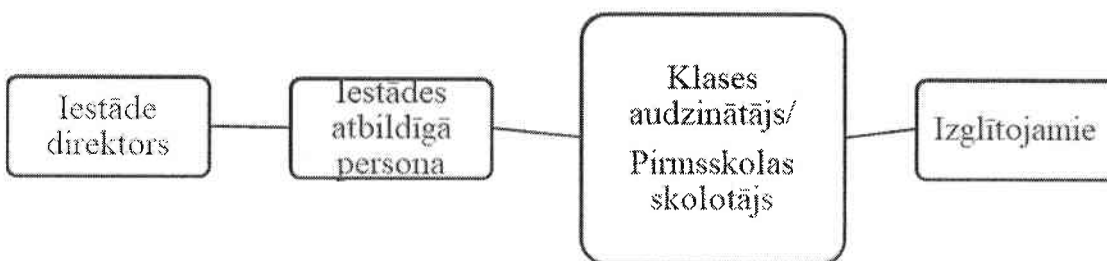 Iestāde
direktors
Iestādes
atbildīgā
persona
Klases
audzinātājs/
Pirmsskolas
skolotājs
Izglītojamie